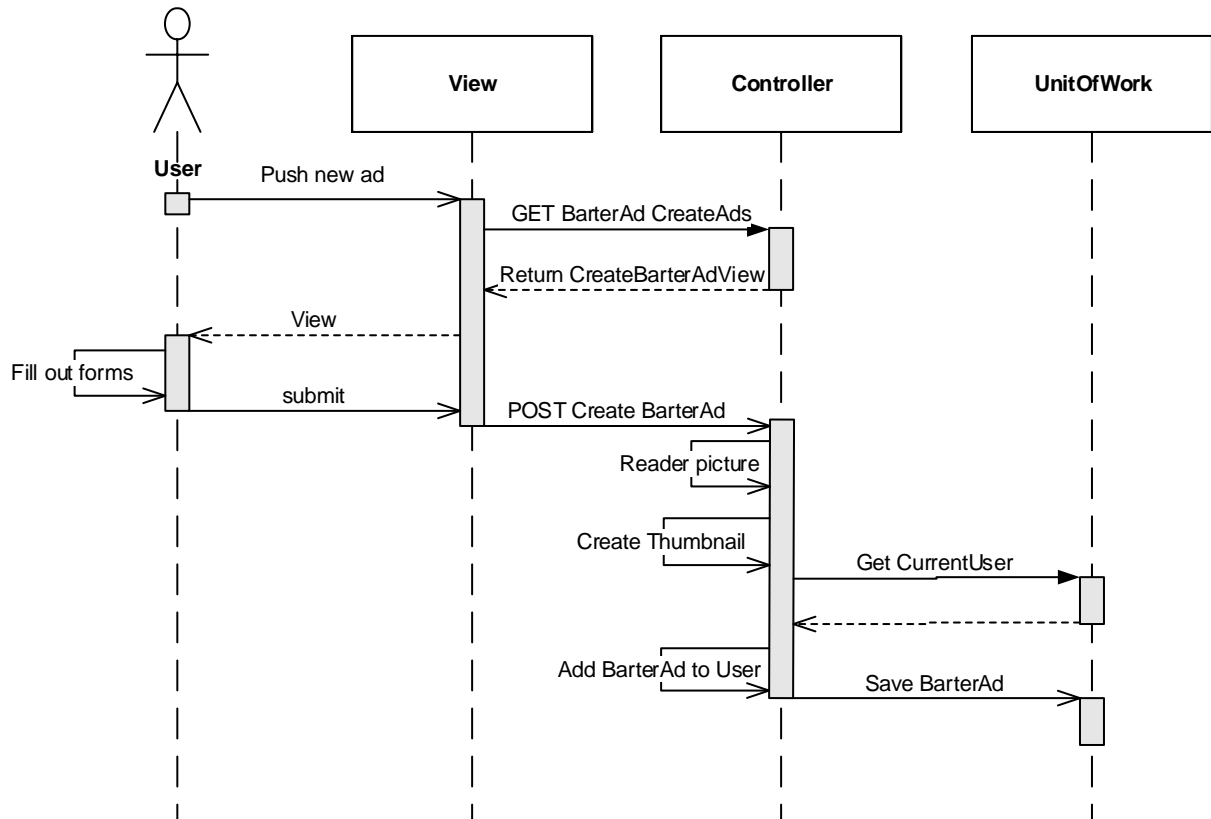 View
Controller
UnitOfWork
User
Push new ad
GET BarterAd CreateAds
Return CreateBarterAdView
View
Fill out forms
submit
POST Create BarterAd
Reader picture
Create Thumbnail
Get CurrentUser
Add BarterAd to User
Save BarterAd